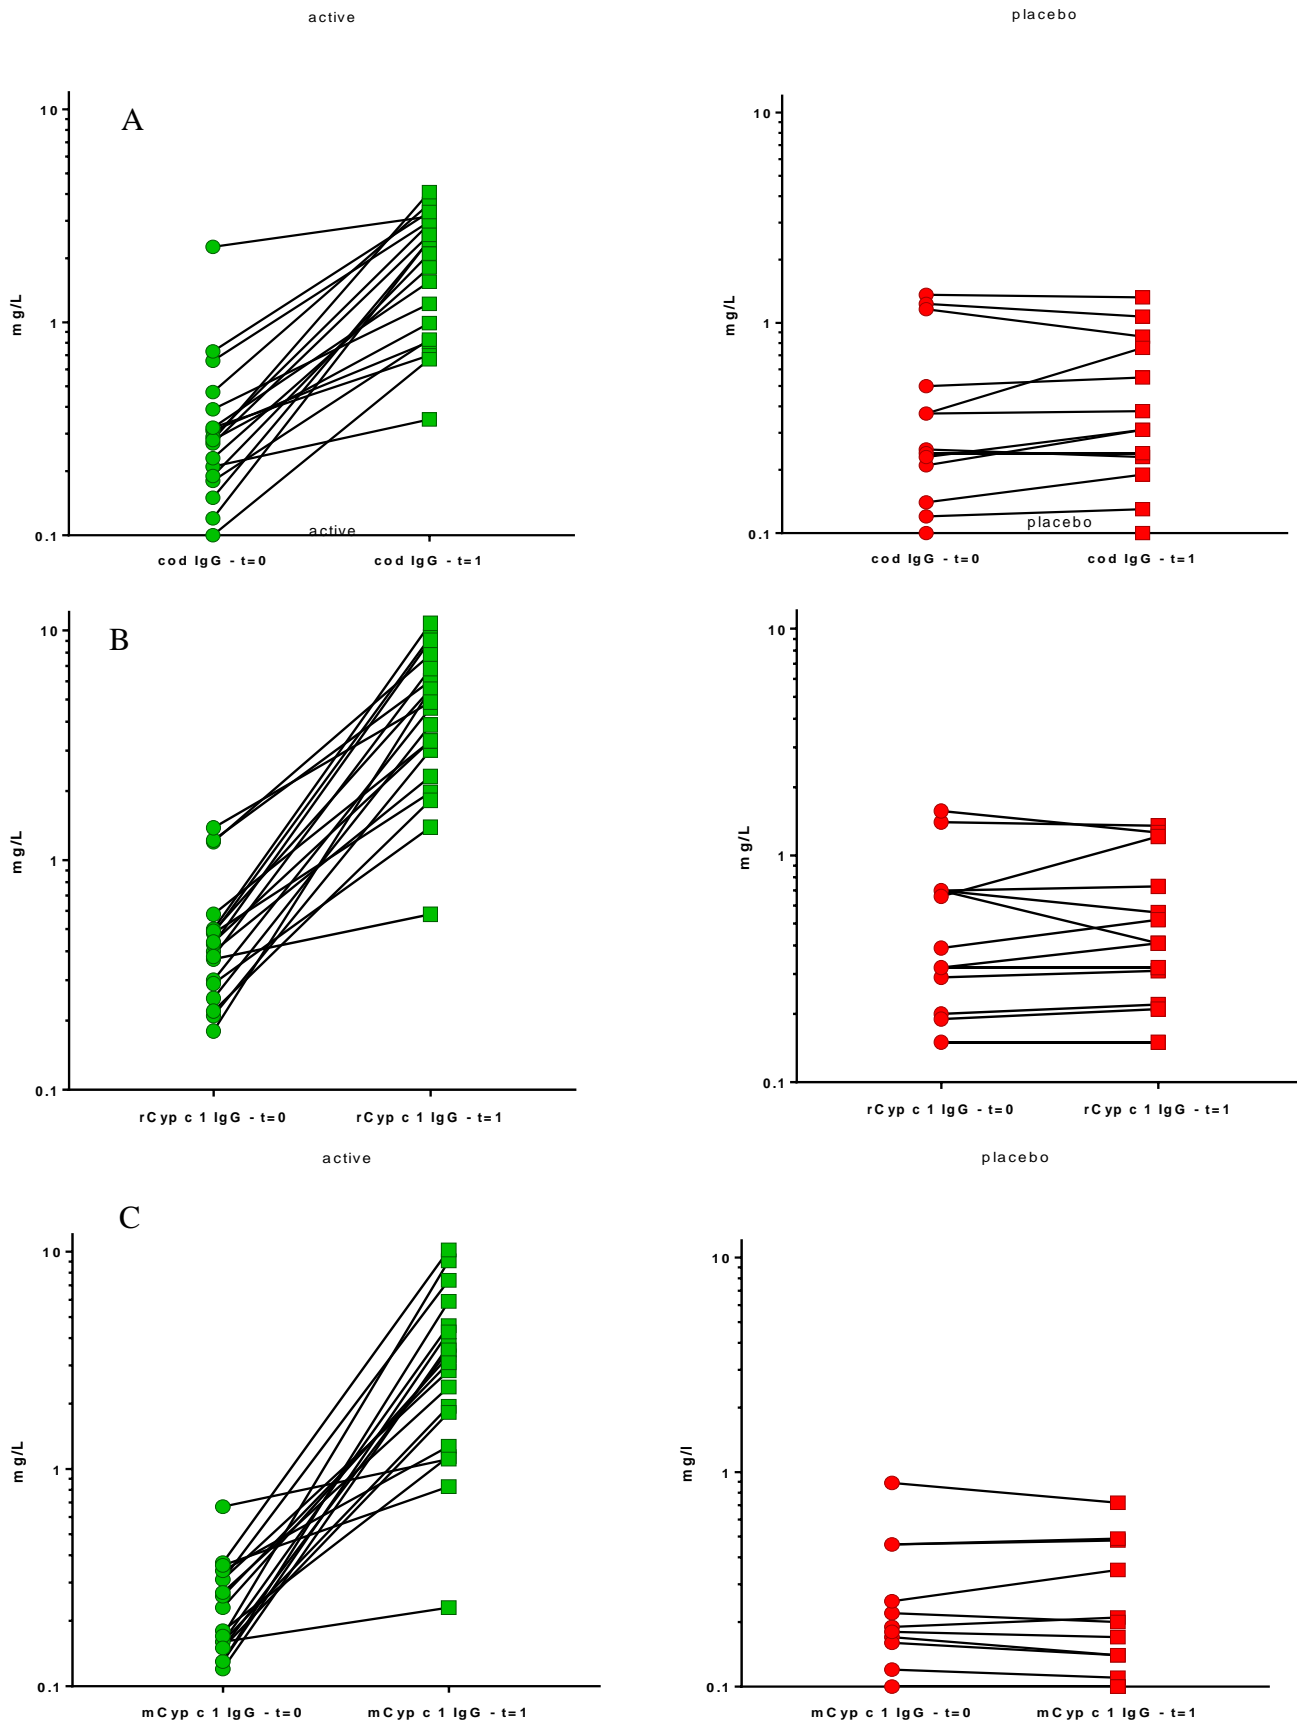 active
placebo
A
10
1
0.1
mg/L
cod IgG - t=0
cod IgG - t=1
10
1
0.1
mg/L
cod IgG - t=0
cod IgG - t=1
active
placebo
B
10
1
0.1
mg/L
rCyp c 1 IgG - t=0
rCyp c 1 IgG - t=1
10
1
0.1
mg/L
rCyp c 1 IgG - t=0
rCyp c 1 IgG - t=1
active
placebo
C
10
1
0.1
mg/L
mCyp c 1 IgG - t=0
mCyp c 1 IgG - t=1
10
1
0.1
mg/l
mCyp c 1 IgG - t=0
mCyp c 1 IgG - t=1